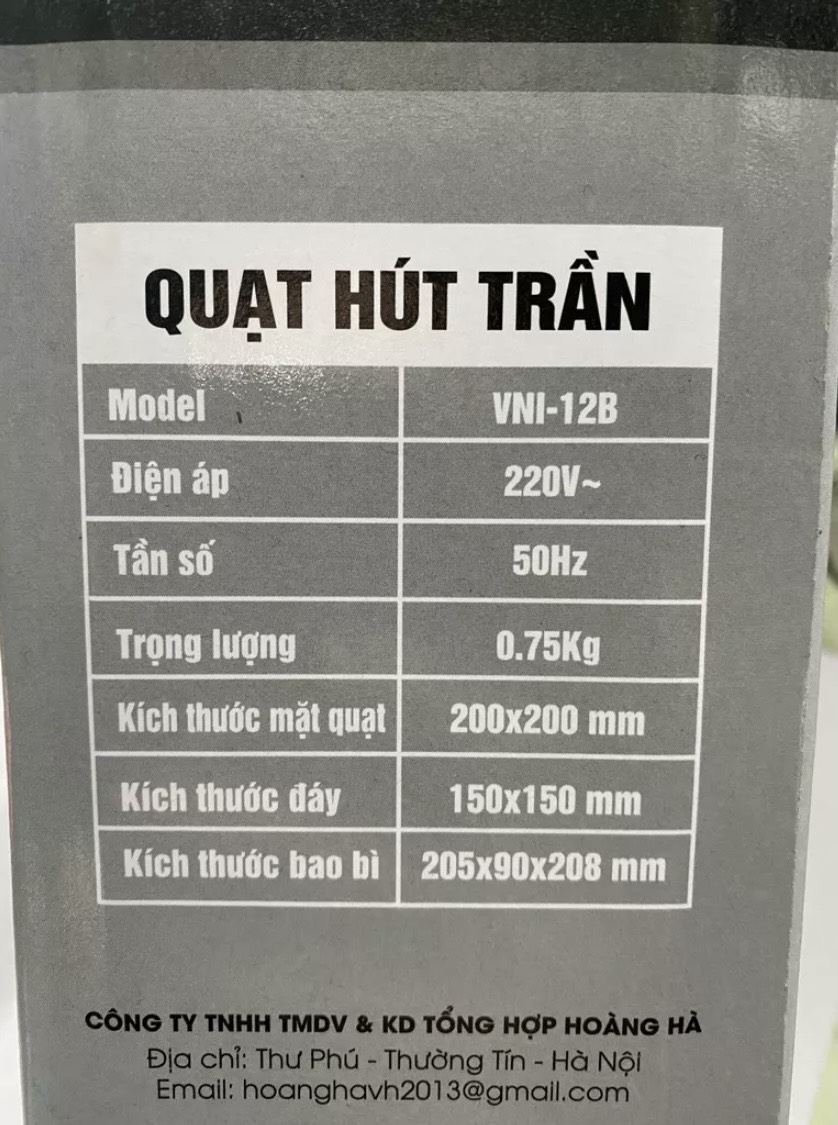 QUẠT HÚT TRẦN
Model VNI-12B
Điện áp 220V~
Tần số 50Hz
Trọng lượng 0.75Kg
Kích thước mặt quạt 200x200 mm
Kích thước đáy 150x150 mm
Kích thước bao bì 205x90x208 mm
CÔNG TY TNHH TMDV & KD TỔNG HỢP HOÀNG HÀ
Địa chỉ: Thư Phú - Thường Tín - Hà Nội
Email: hoanghavh2013@gmail.com